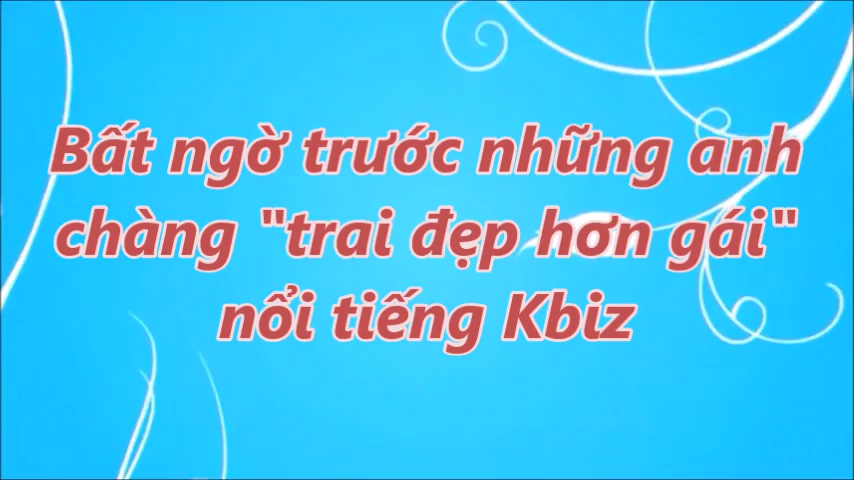 Bất ngờ trước những anh
chàng "trai đẹp hơn gái"
nổi tiếng Kbiz